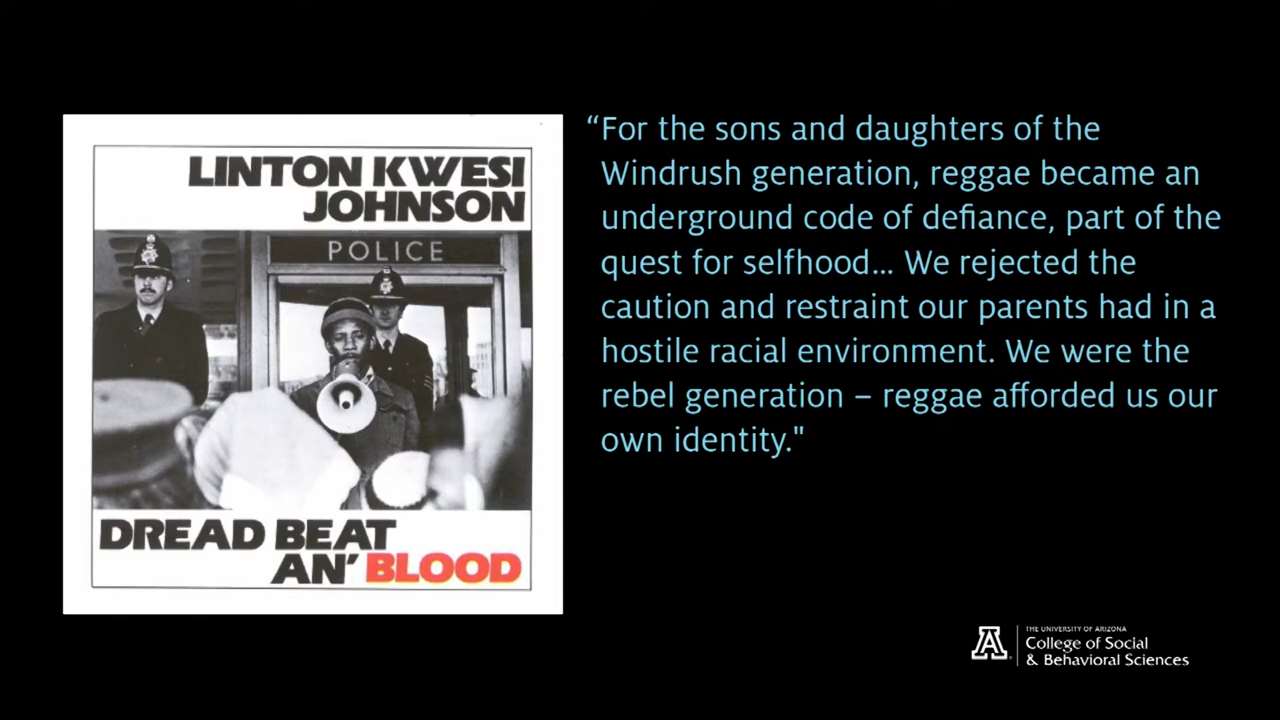 LINTON KWESI
JOHNSON
POLICE
DREAD BEAT
AN' BLOOD
“For the sons and daughters of the
Windrush generation, reggae became an
underground code of defiance, part of the
quest for selfhood... We rejected the
caution and restraint our parents had in a
hostile racial environment. We were the
rebel generation – reggae afforded us our
own identity."
A
THE UNIVERSITY OF ARIZONA
College of Social
& Behavioral Sciences